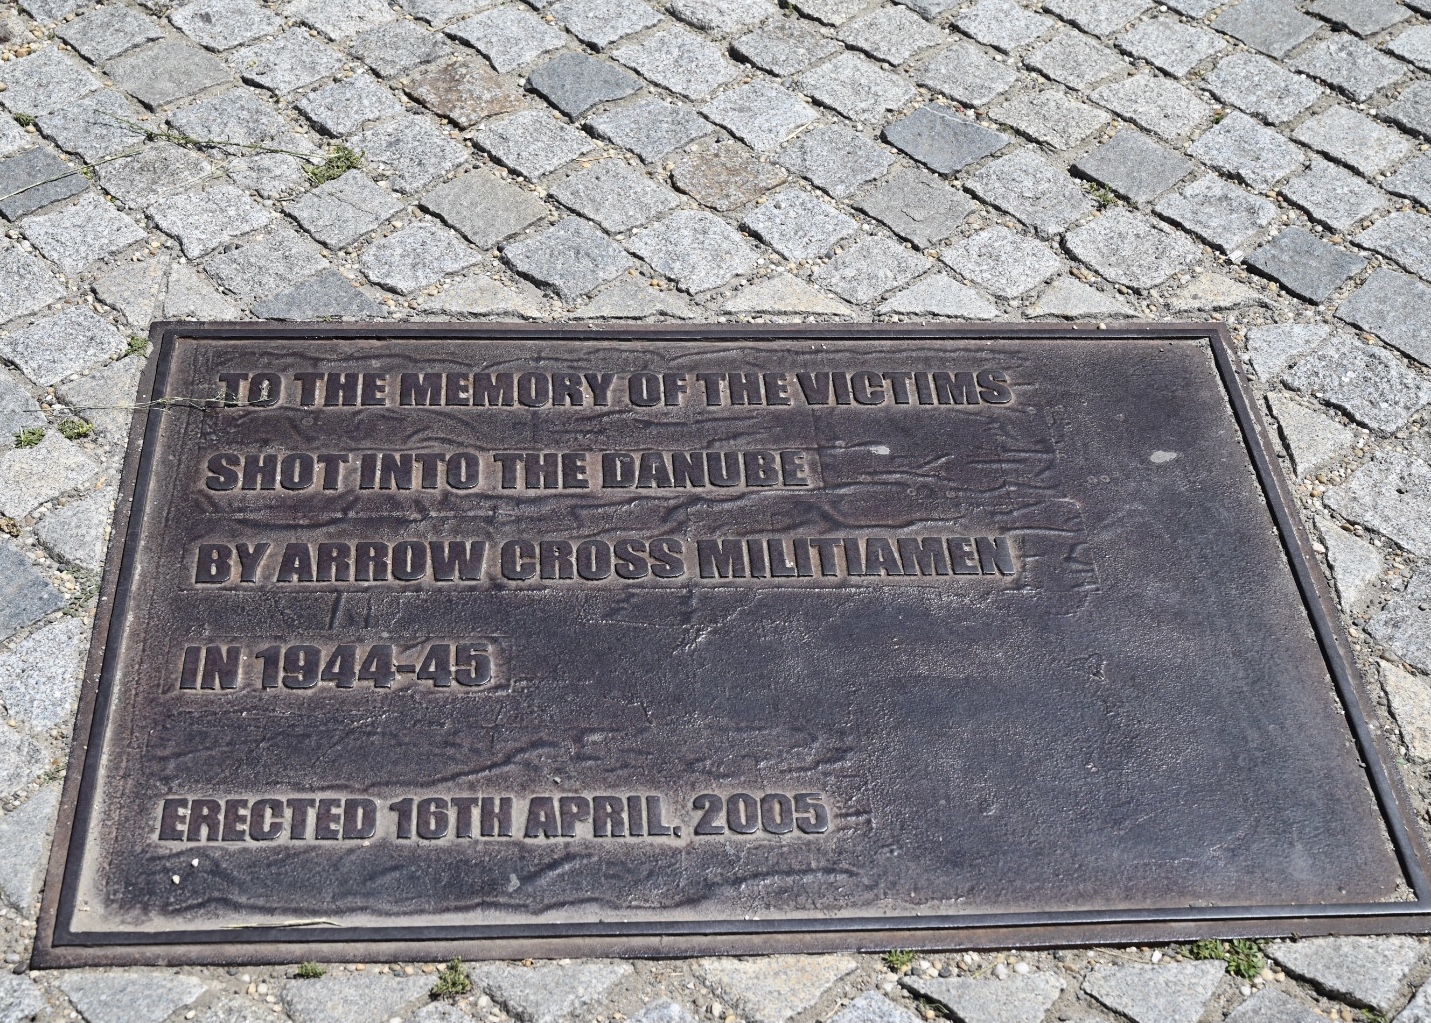 TO THE MEMORY OF THE VICTIMS
SHOT INTO THE DANUBE
BY ARROW CROSS MILITIAMEN
IN 1944-45
ERECTED 16TH APRIL, 2005